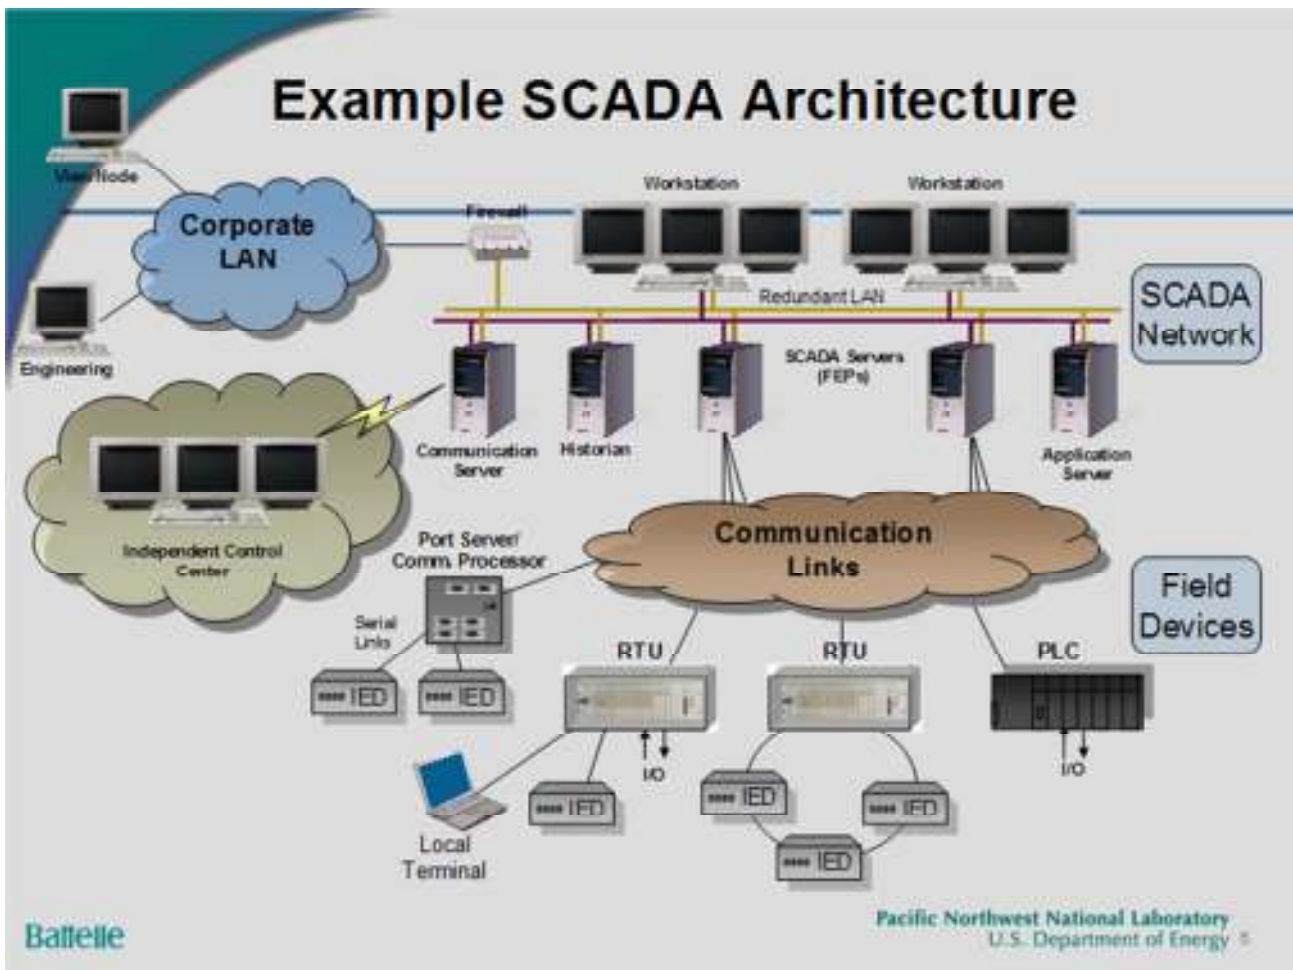 Example SCADA Architecture
View Node
Corporate
LAN
Firewall
Workstation
Workstation
Redundant LAN
SCADA
Network
Engineering
SCADA Servers
(FEPs)
Communication
Server
Historian
Application
Server
Independent Control
Center
Port Server/
Comm. Processor
Communication
Links
Field
Devices
Serial
Links
RTU
RTU
PLC
IED
IED
I/O
I/O
IED
IED
IED
IED
Local
Terminal
Battelle
Pacific Northwest National Laboratory
U.S. Department of Energy